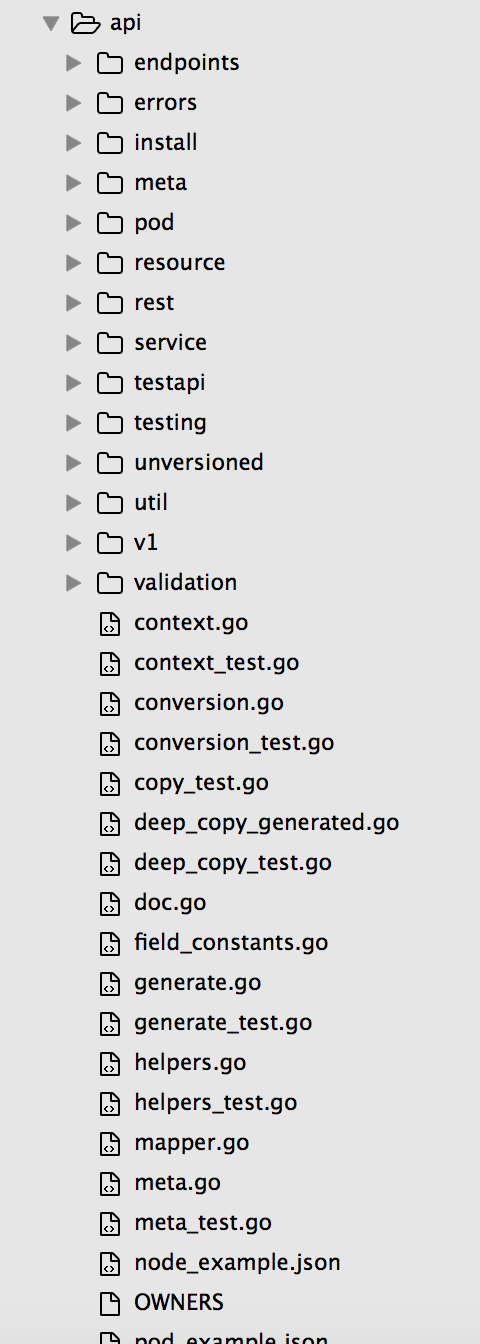 api
endpoints
errors
install
meta
pod
resource
rest
service
testapi
testing
unversioned
util
v1
validation
context.go
context_test.go
conversion.go
conversion_test.go
copy_test.go
deep_copy_generated.go
deep_copy_test.go
doc.go
field_constants.go
generate.go
generate_test.go
helpers.go
helpers_test.go
mapper.go
meta.go
meta_test.go
node_example.json
OWNERS
pod_example.json